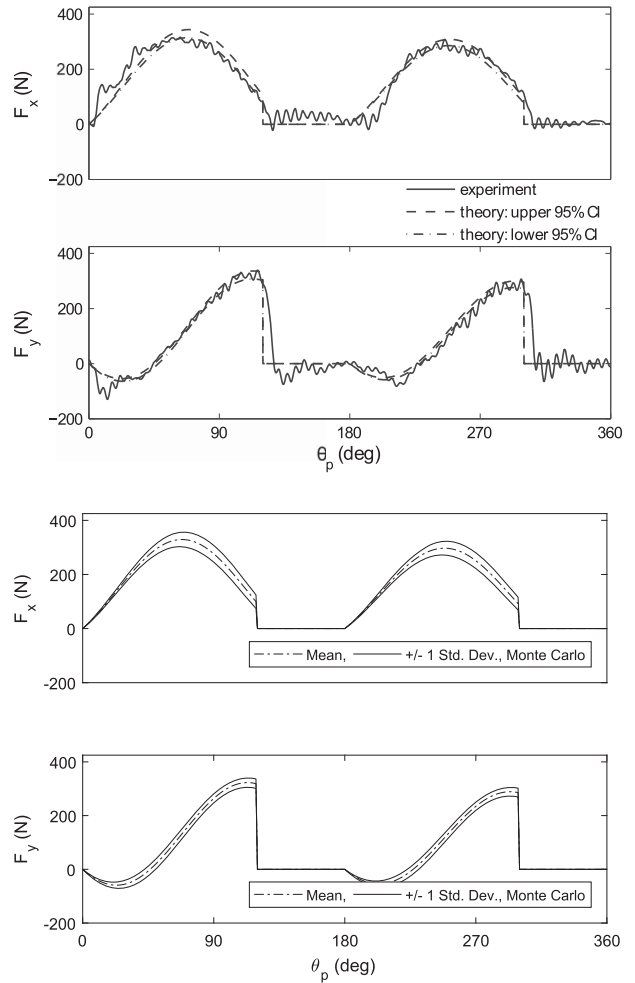 400
200
0
−200
F_x (N)
experiment
theory: upper 95% CI
theory: lower 95% CI
400
200
0
−200
F_y (N)
0 90 180 270 360
θ_p (deg)
400
200
0
-200
F_x (N)
Mean, +/- 1 Std. Dev., Monte Carlo
400
200
0
-200
F_y (N)
Mean, +/- 1 Std. Dev., Monte Carlo
0 90 180 270 360
θ_p (deg)